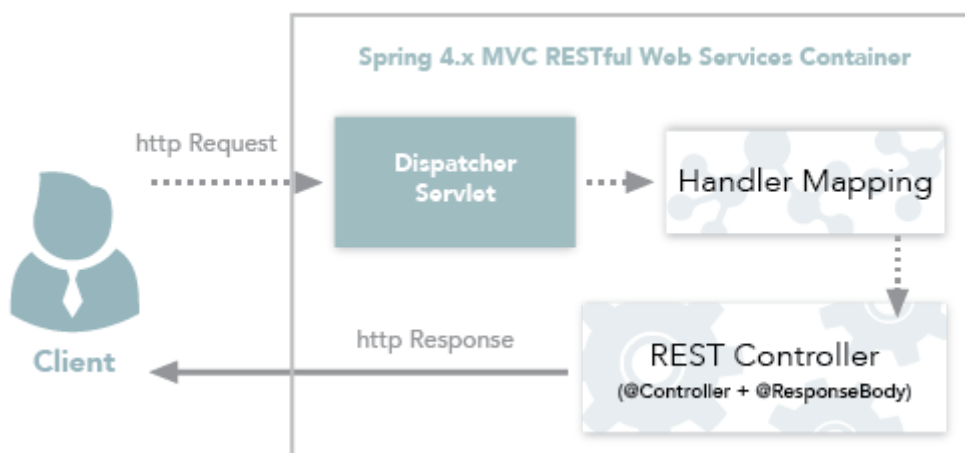 Spring 4.x MVC RESTful Web Services Container
http Request
Dispatcher
Servlet
Handler Mapping
http Response
REST Controller
(@Controller + @ResponseBody)
Client